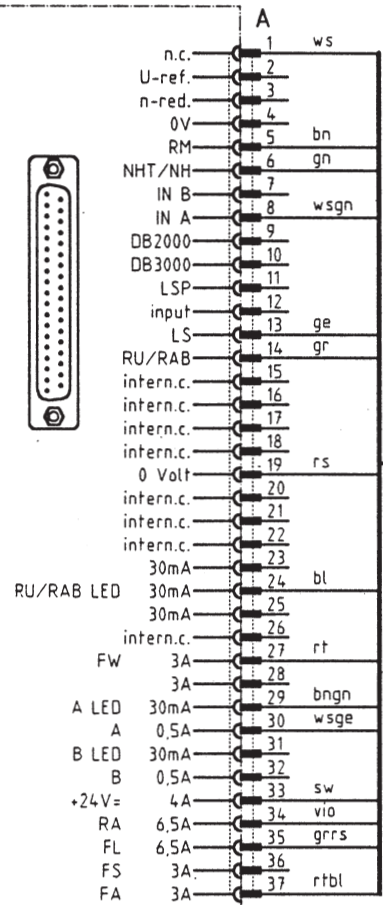 A
n.c. 1 ws
U-ref. 2
n-red. 3
0V 4
RM 5 bn
NHT/NH 6 gn
IN B 7
IN A 8 wsgn
DB2000 9
DB3000 10
LSP 11
input 12
LS 13 ge
RU/RAB 14 gr
intern.c. 15
intern.c. 16
intern.c. 17
intern.c. 18
0 Volt 19 rs
intern.c. 20
intern.c. 21
intern.c. 22
30mA 23
RU/RAB LED 30mA 24 bl
30mA 25
intern.c. 26
FW 3A 27 rt
3A 28
A LED 30mA 29 bngn
A 0,5A 30 wsge
B LED 30mA 31
B 0,5A 32
+24V= 4A 33 sw
RA 6,5A 34 vio
FL 6,5A 35 grrs
FS 3A 36
FA 3A 37 rtbl